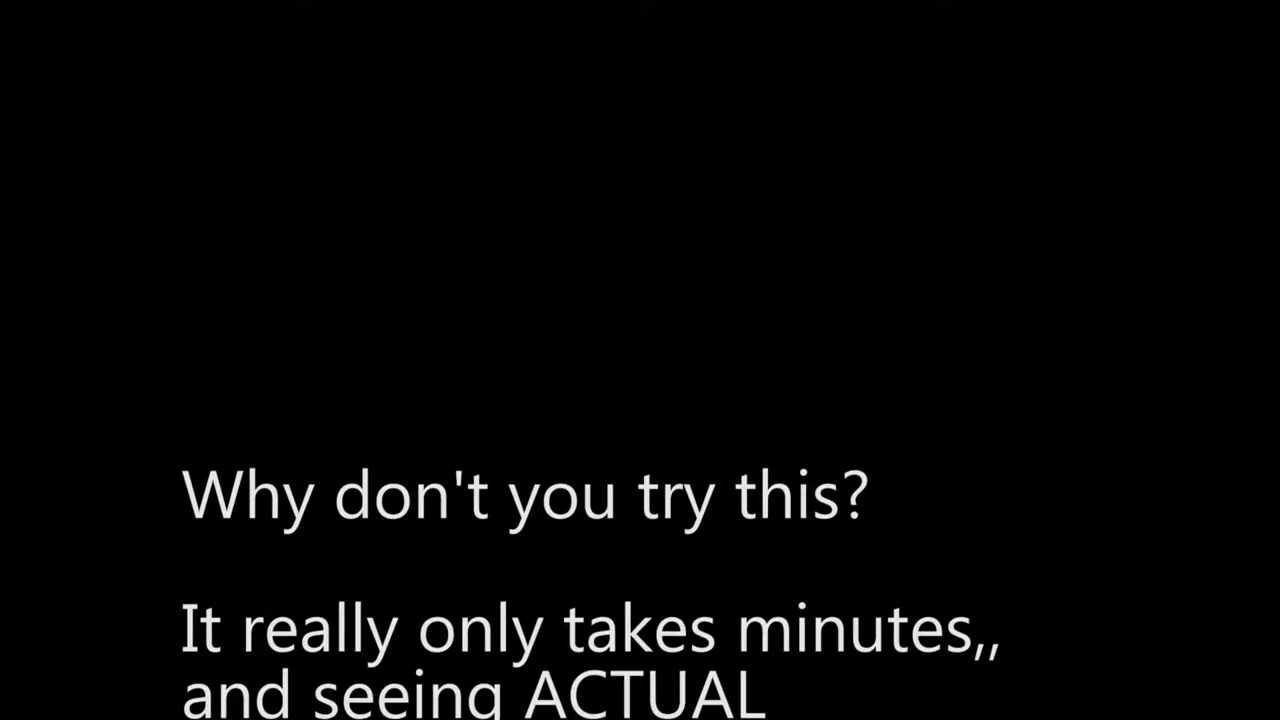 Why don't you try this?
It really only takes minutes,,
and seeing ACTUAL